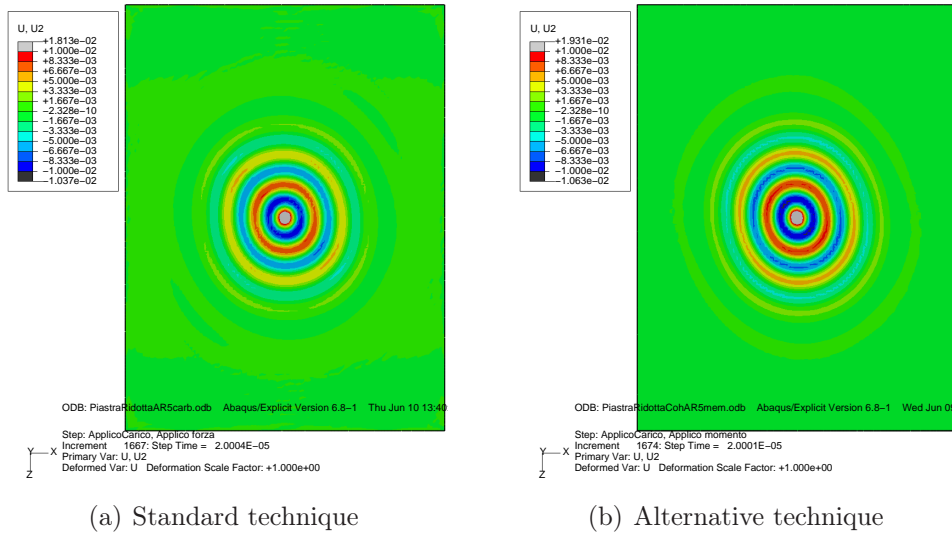 U, U2
+1.813e−02
+1.000e−02
+8.333e−03
+6.667e−03
+5.000e−03
+3.333e−03
+1.667e−03
−2.328e−10
−1.667e−03
−3.333e−03
−5.000e−03
−6.667e−03
−8.333e−03
−1.000e−02
−1.037e−02
ODB: PiastraRidottaAR5carb.odb Abaqus/Explicit Version 6.8−1 Thu Jun 10 13:40
Step: ApplicoCarico, Applico forza
Increment 1667: Step Time = 2.0004E−05
Primary Var: U, U2
Deformed Var: U Deformation Scale Factor: +1.000e+00
Y X
Z
(a) Standard technique
U, U2
+1.931e−02
+1.000e−02
+8.333e−03
+6.667e−03
+5.000e−03
+3.333e−03
+1.667e−03
−2.328e−10
−1.667e−03
−3.333e−03
−5.000e−03
−6.667e−03
−8.333e−03
−1.000e−02
−1.063e−02
ODB: PiastraRidottaCohAR5mem.odb Abaqus/Explicit Version 6.8−1 Wed Jun 09
Step: ApplicoCarico, Applico momento
Increment 1674: Step Time = 2.0001E−05
Primary Var: U, U2
Deformed Var: U Deformation Scale Factor: +1.000e+00
Y X
Z
(b) Alternative technique